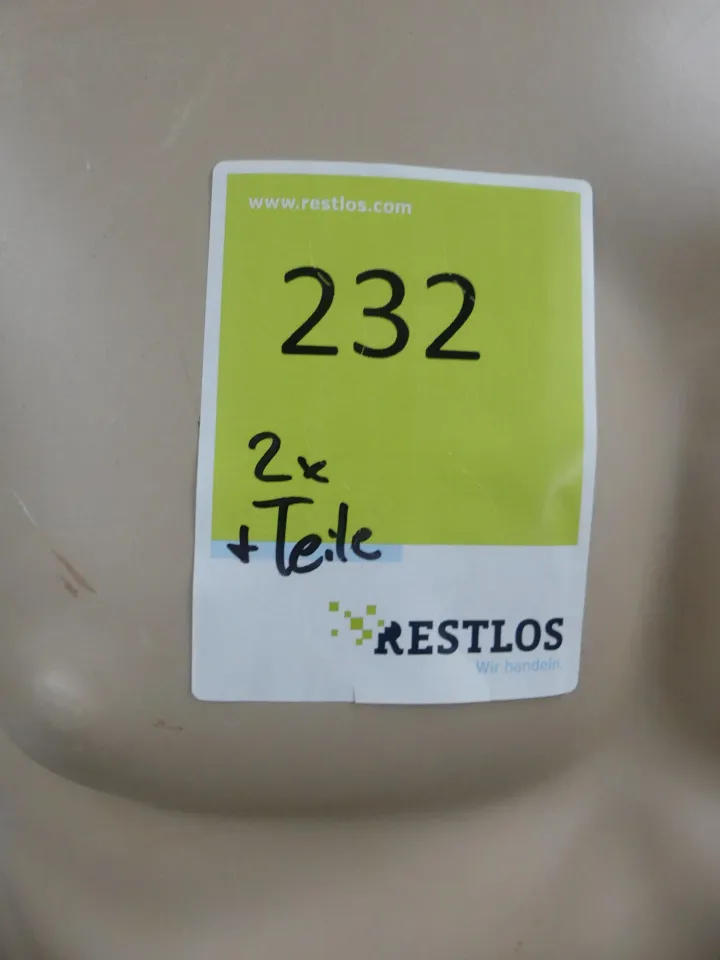 www.restlos.com
232
2x
+Teile
RESTLOS
Wir handeln.